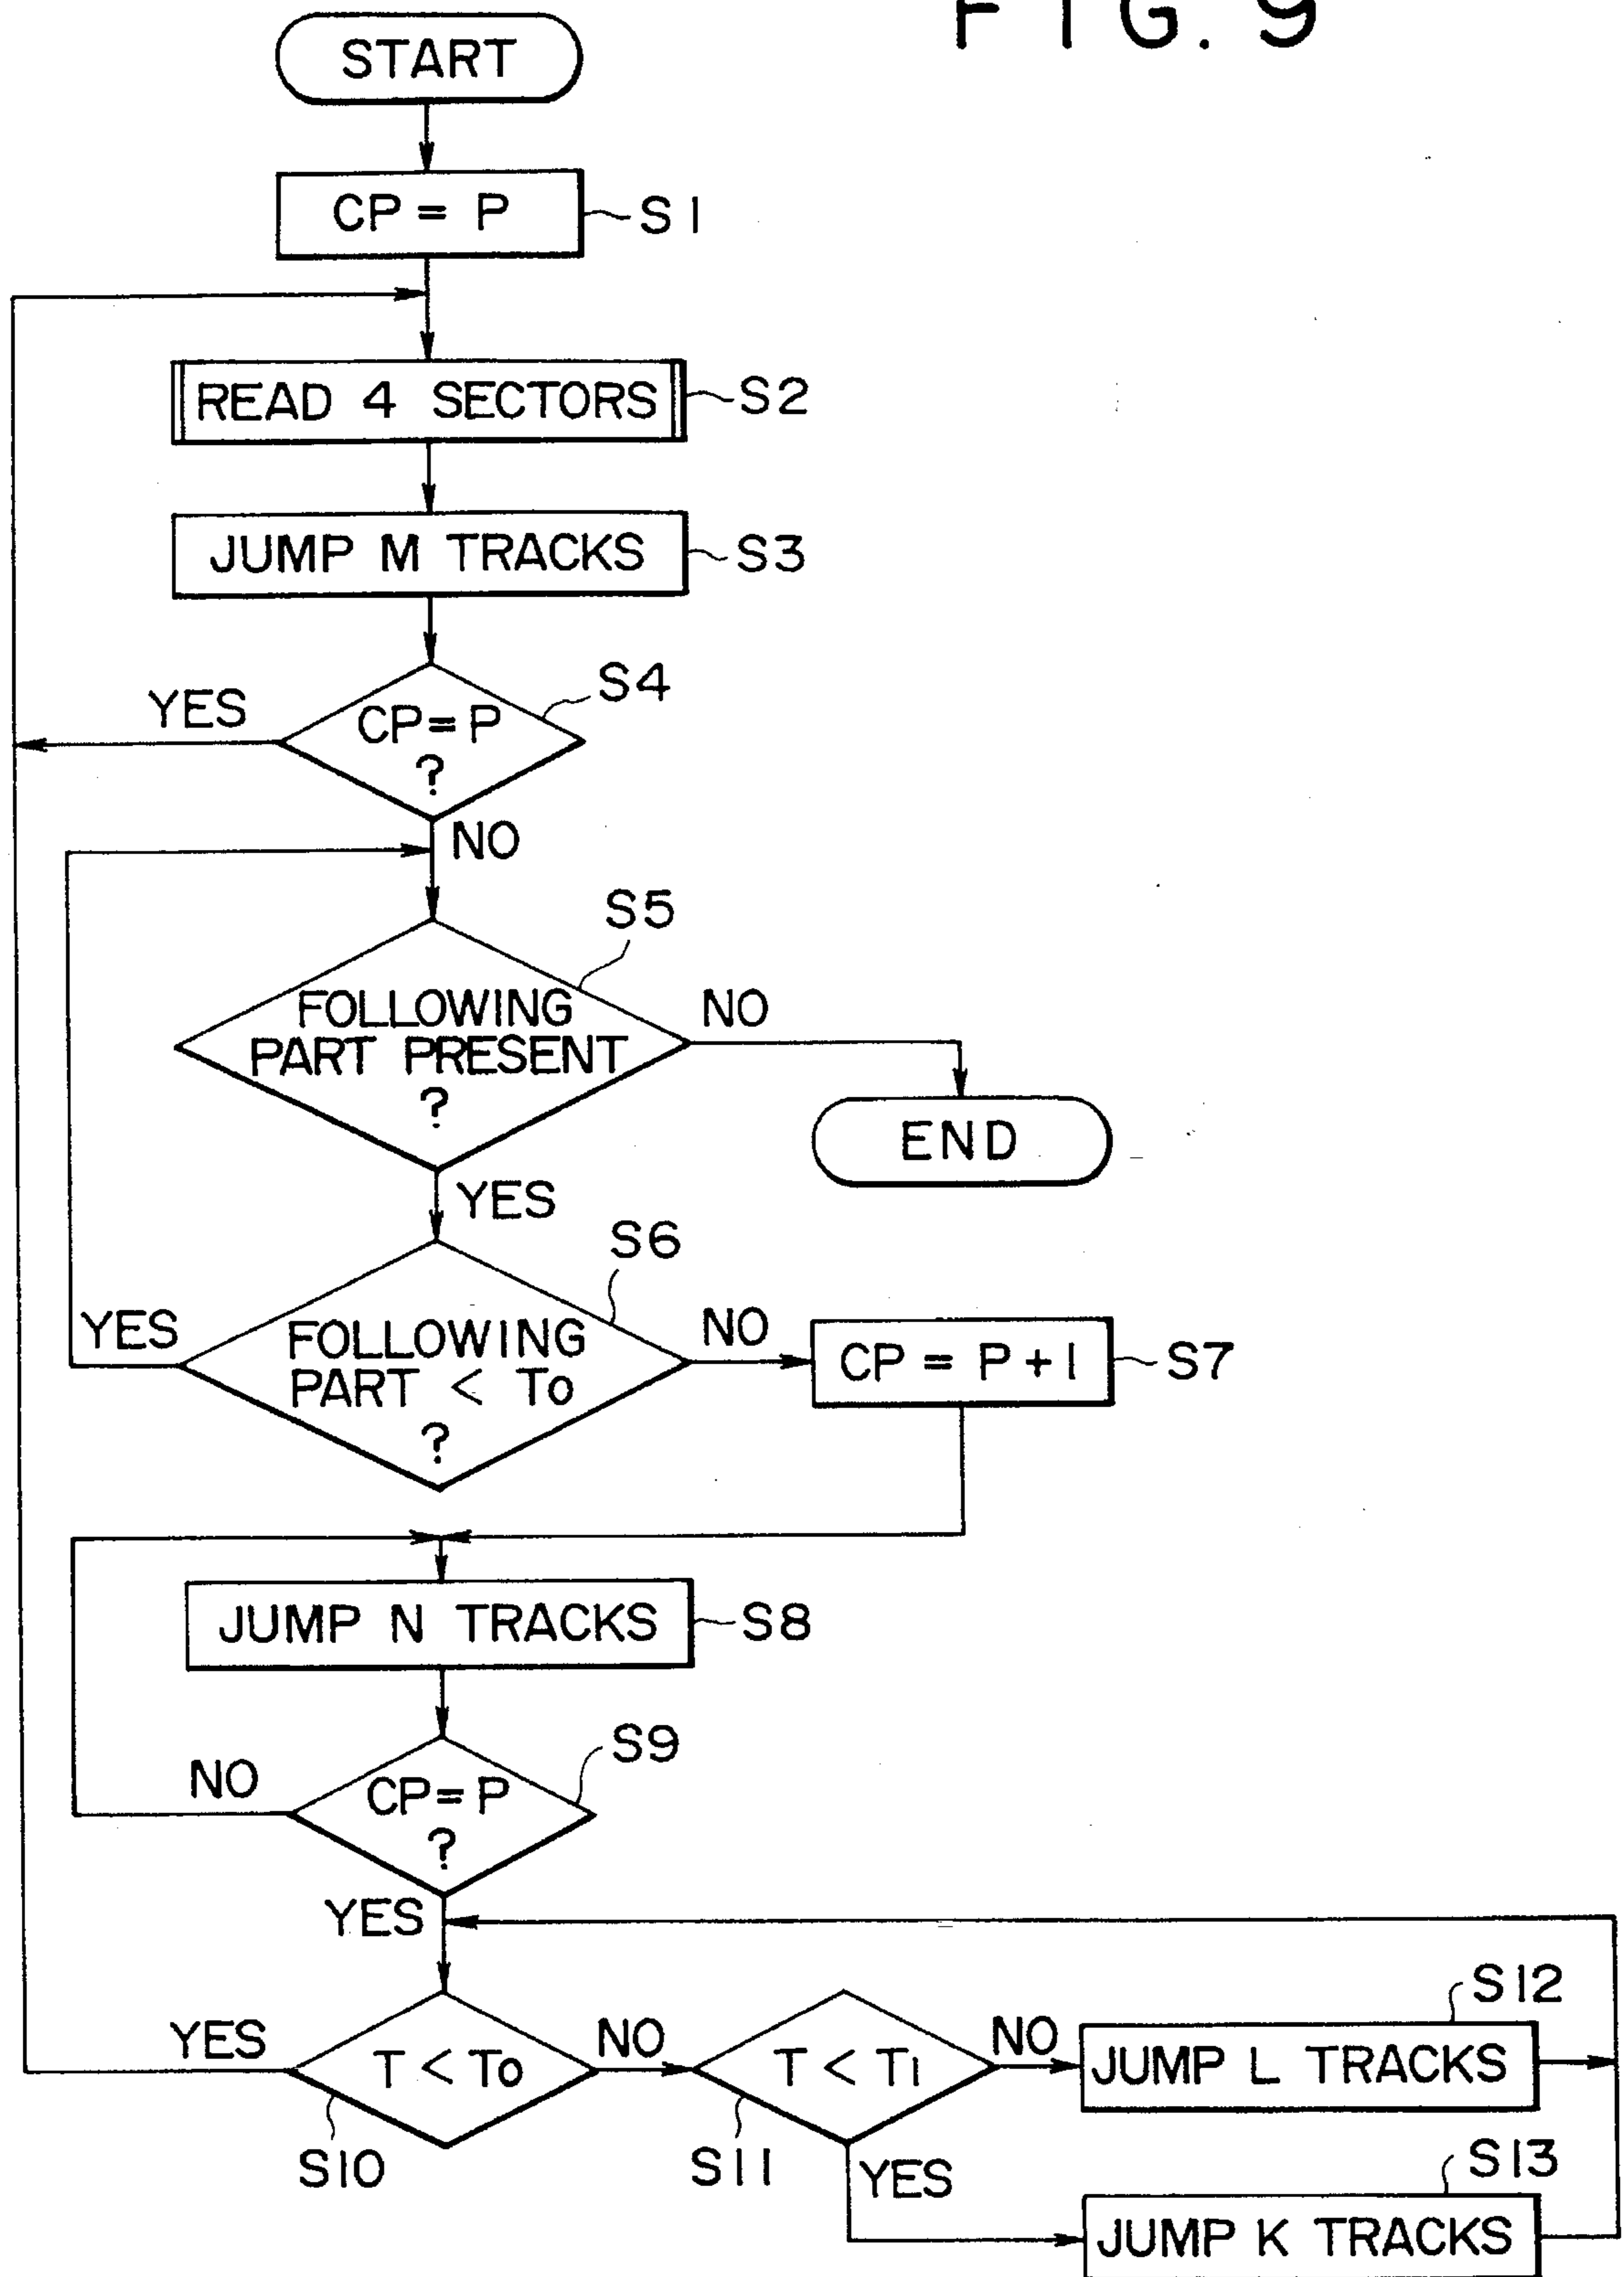 FIG. 9
START
CP = P
S1
READ 4 SECTORS
S2
JUMP M TRACKS
S3
S4
YES
CP=P
?
NO
S5
FOLLOWING
PART PRESENT
?
NO
END
YES
S6
YES
FOLLOWING
PART < T0
?
NO
CP = P+1
S7
JUMP N TRACKS
S8
S9
NO
CP=P
?
YES
S12
YES
T < T0
NO
T < T1
NO
JUMP L TRACKS
S10
S11
YES
S13
JUMP K TRACKS